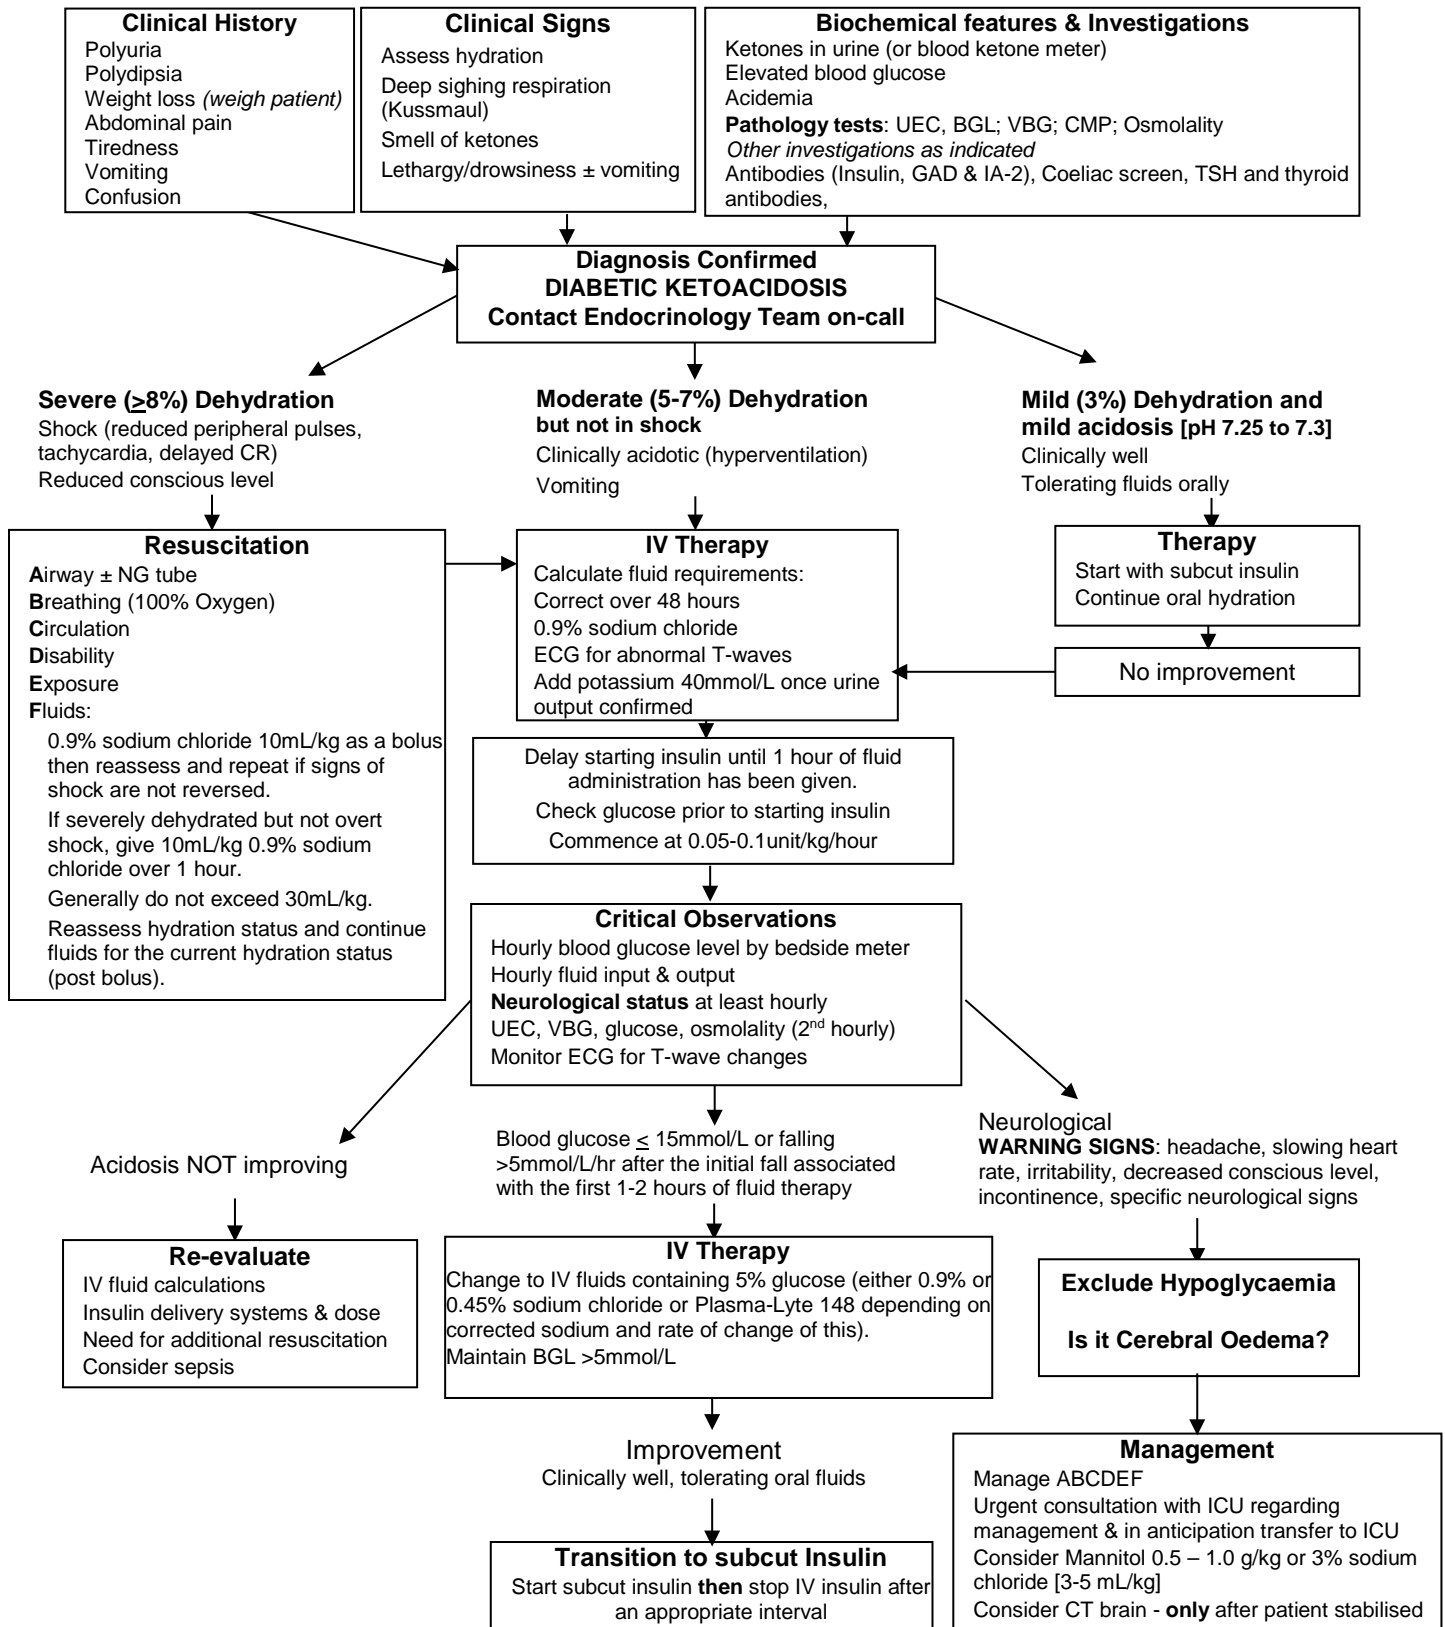 Clinical History
Polyuria
Polydipsia
Weight loss (weigh patient)
Abdominal pain
Tiredness
Vomiting
Confusion
Clinical Signs
Assess hydration
Deep sighing respiration
(Kussmaul)
Smell of ketones
Lethargy/drowsiness ± vomiting
Biochemical features & Investigations
Ketones in urine (or blood ketone meter)
Elevated blood glucose
Acidemia
Pathology tests: UEC, BGL; VBG; CMP; Osmolality
Other investigations as indicated
Antibodies (Insulin, GAD & IA-2), Coeliac screen, TSH and thyroid
antibodies,
Diagnosis Confirmed
DIABETIC KETOACIDOSIS
Contact Endocrinology Team on-call
Severe (≥8%) Dehydration
Shock (reduced peripheral pulses,
tachycardia, delayed CR)
Reduced conscious level
Moderate (5-7%) Dehydration
but not in shock
Clinically acidotic (hyperventilation)
Vomiting
Mild (3%) Dehydration and
mild acidosis [pH 7.25 to 7.3]
Clinically well
Tolerating fluids orally
Resuscitation
Airway ± NG tube
Breathing (100% Oxygen)
Circulation
Disability
Exposure
Fluids:
0.9% sodium chloride 10mL/kg as a bolus
then reassess and repeat if signs of
shock are not reversed.
If severely dehydrated but not overt
shock, give 10mL/kg 0.9% sodium
chloride over 1 hour.
Generally do not exceed 30mL/kg.
Reassess hydration status and continue
fluids for the current hydration status
(post bolus).
IV Therapy
Calculate fluid requirements:
Correct over 48 hours
0.9% sodium chloride
ECG for abnormal T-waves
Add potassium 40mmol/L once urine
output confirmed
Therapy
Start with subcut insulin
Continue oral hydration
No improvement
Delay starting insulin until 1 hour of fluid
administration has been given.
Check glucose prior to starting insulin
Commence at 0.05-0.1unit/kg/hour
Critical Observations
Hourly blood glucose level by bedside meter
Hourly fluid input & output
Neurological status at least hourly
UEC, VBG, glucose, osmolality (2nd hourly)
Monitor ECG for T-wave changes
Acidosis NOT improving
Blood glucose ≤ 15mmol/L or falling
>5mmol/L/hr after the initial fall associated
with the first 1-2 hours of fluid therapy
Neurological
WARNING SIGNS: headache, slowing heart
rate, irritability, decreased conscious level,
incontinence, specific neurological signs
Re-evaluate
IV fluid calculations
Insulin delivery systems & dose
Need for additional resuscitation
Consider sepsis
IV Therapy
Change to IV fluids containing 5% glucose (either 0.9% or
0.45% sodium chloride or Plasma-Lyte 148 depending on
corrected sodium and rate of change of this).
Maintain BGL >5mmol/L
Exclude Hypoglycaemia
Is it Cerebral Oedema?
Improvement
Clinically well, tolerating oral fluids
Transition to subcut Insulin
Start subcut insulin then stop IV insulin after
an appropriate interval
Management
Manage ABCDEF
Urgent consultation with ICU regarding
management & in anticipation transfer to ICU
Consider Mannitol 0.5 – 1.0 g/kg or 3% sodium
chloride [3-5 mL/kg]
Consider CT brain - only after patient stabilised